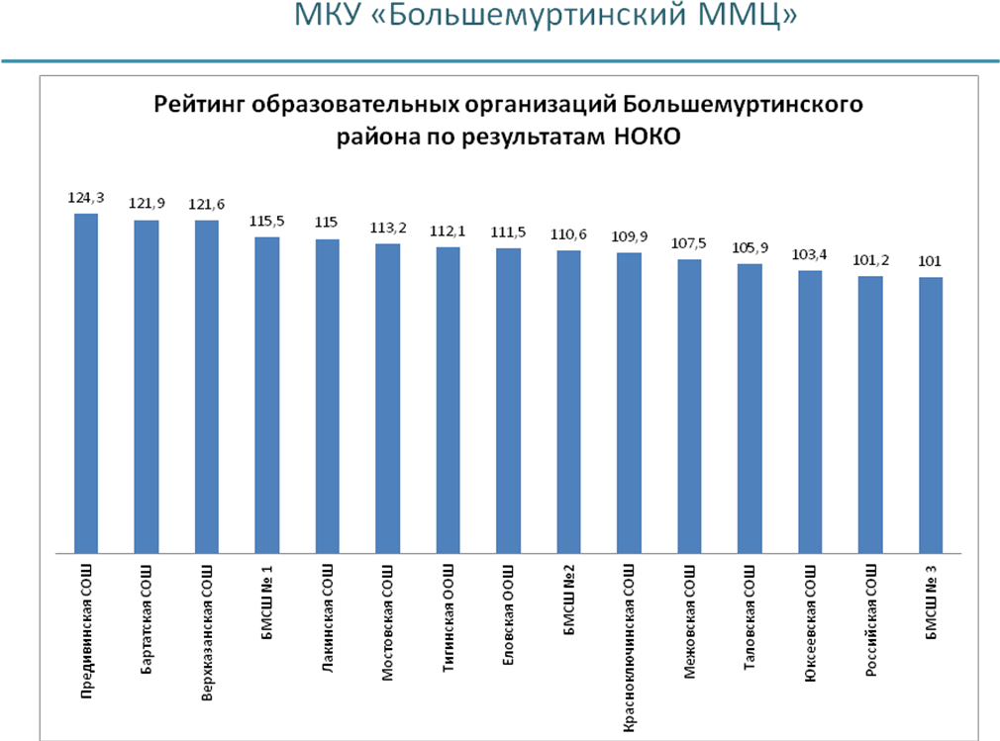 МКУ «Большемуртинский ММЦ»
Рейтинг образовательных организаций Большемуртинского
района по результатам НОКО
124,3
121,9
121,6
115,5
115
113,2
112,1
111,5
110,6
109,9
107,5
105,9
103,4
101,2
101
Предивинская СОШ
Бартатская СОШ
Верхказанская СОШ
БМСШ № 1
Лакинская СОШ
Мостовская СОШ
Тигинская ООШ
Еловская ООШ
БМСШ №2
Красноключинская СОШ
Межовская СОШ
Таловская СОШ
Юксеевская СОШ
Российская СОШ
БМСШ № 3